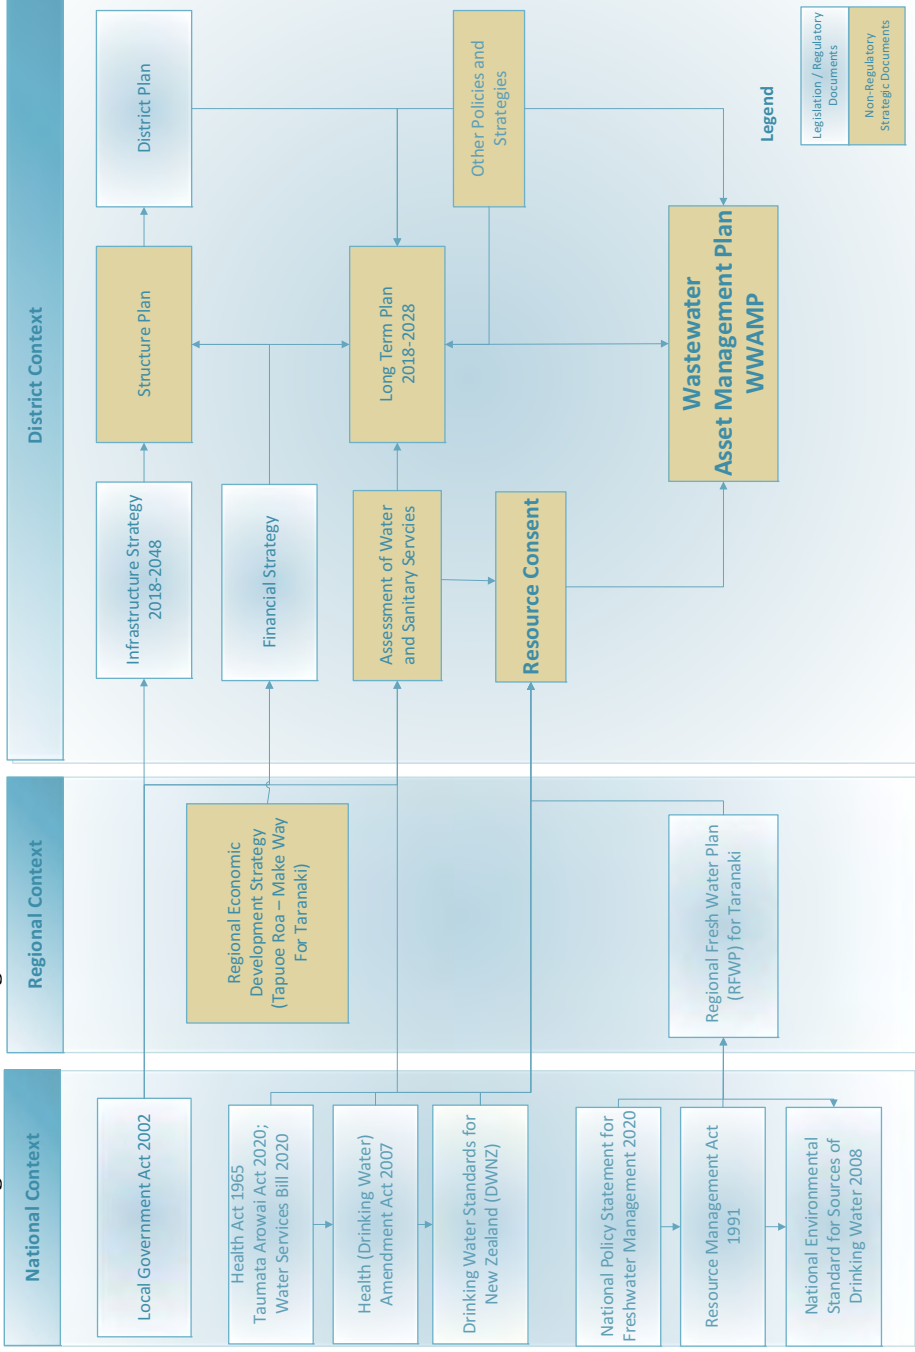 National Context
Local Government Act 2002
Health Act 1965
Taumata Arowai Act 2020;
Water Services Bill 2020
Health (Drinking Water)
Amendment Act 2007
Drinking Water Standards for
New Zealand (DWNZ)
National Policy Statement for
Freshwater Management 2020
Resource Management Act
1991
National Environmental
Standard for Sources of
Drinking Water 2008
Regional Context
Regional Economic
Development Strategy
(Tapuoe Roa – Make Way
For Taranaki)
Regional Fresh Water Plan
(RFWP) for Taranaki
District Context
Infrastructure Strategy
2018-2048
Structure Plan
District Plan
Financial Strategy
Assessment of Water
and Sanitary Servcies
Long Term Plan
2018-2028
Other Policies and
Strategies
Resource Consent
Wastewater
Asset Management Plan
WWAMP
Legend
Legislation / Regulatory
Documents
Non-Regulatory
Strategic Documents